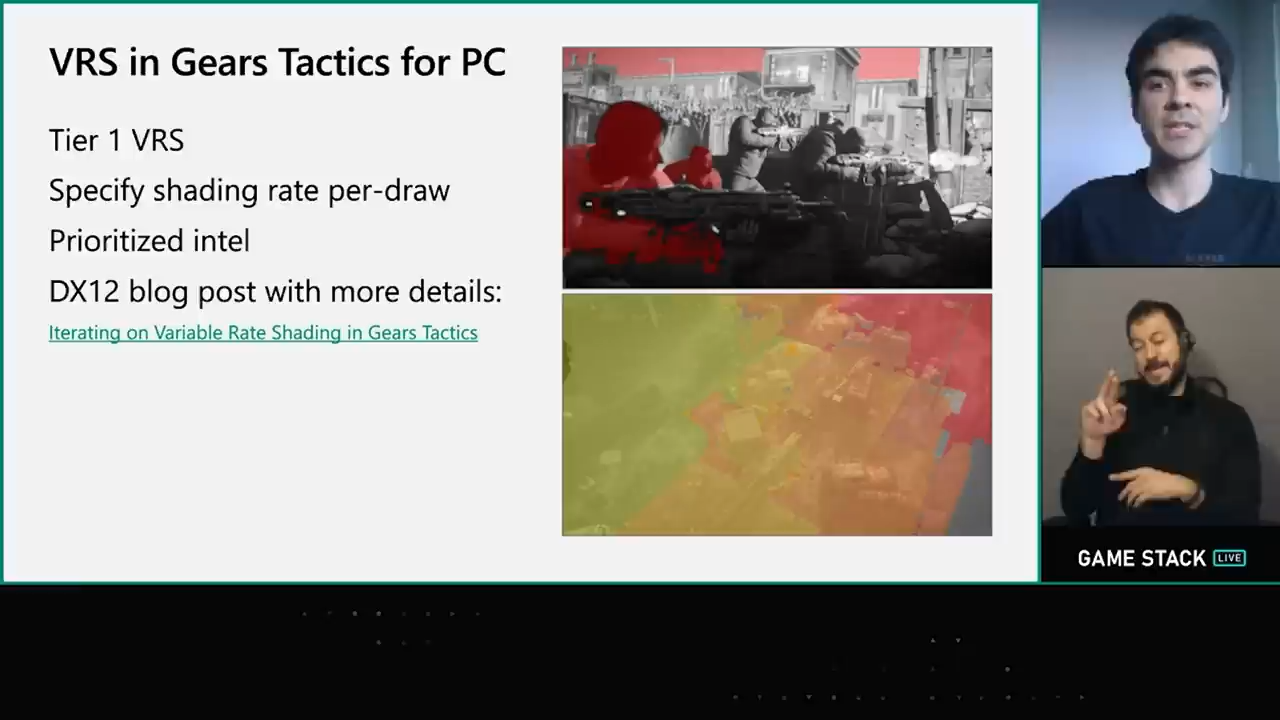 VRS in Gears Tactics for PC
Tier 1 VRS
Specify shading rate per-draw
Prioritized intel
DX12 blog post with more details:
Iterating on Variable Rate Shading in Gears Tactics
GAME STACK LIVE